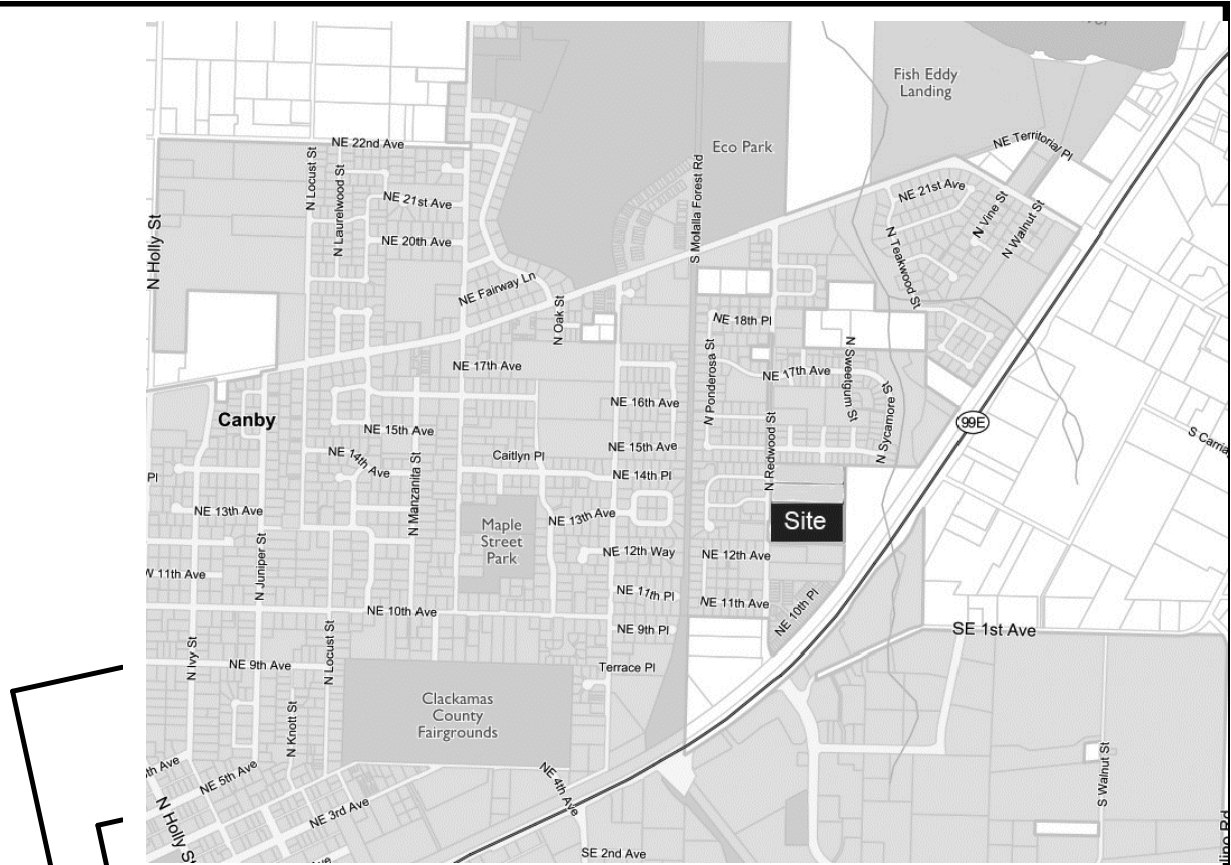 Fish Eddy
Landing
NE Territorial Pl
NE 22nd Ave
Eco Park
N Locust St
N Laurelwood St
NE 21st Ave
NE 21st Ave
N Vine St
N Walnut St
S Molalla Forest Rd
N Holly St
NE 20th Ave
N Teakwood St
NE Fairway Ln
N Oak St
NE 18th Pl
N Ponderosa St
N Sweetgum St
NE 17th Ave
NE 17th Ave
N Sycamore St
NE 16th Ave
Canby
99E
NE 15th Ave
NE 15th Ave
S Carria
NE 14th Ave
Caitlyn Pl
N Redwood St
NE 14th Pl
Pl
N Manzanita St
NE 13th Ave
NE 13th Ave
Site
Maple
Street
Park
N Juniper St
NE 12th Way
NE 12th Ave
W 11th Ave
NE 11th Pl
NE 11th Ave
NE 10th Pl
NE 10th Ave
NE 9th Pl
SE 1st Ave
N Ivy St
N Locust St
NE 9th Ave
Terrace Pl
Clackamas
County
Fairgrounds
N Knott St
th Ave
NE 5th Ave
NE 4th Ave
S Walnut St
N Holly St
NE 3rd Ave
SE 2nd Ave